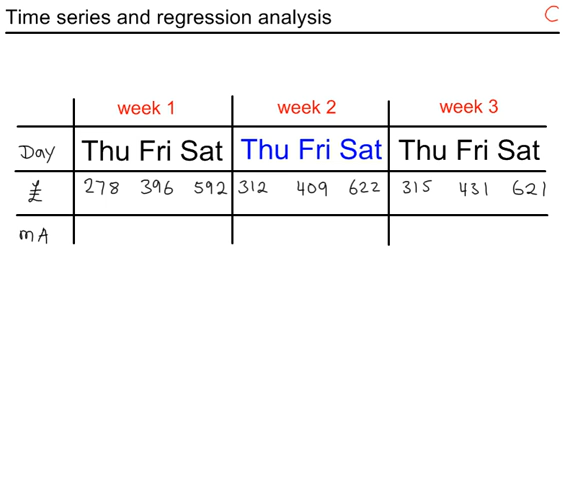 Time series and regression analysis C
week 1 week 2 week 3
Day Thu Fri Sat Thu Fri Sat Thu Fri Sat
£ 278 396 592 312 409 622 315 431 621
mA